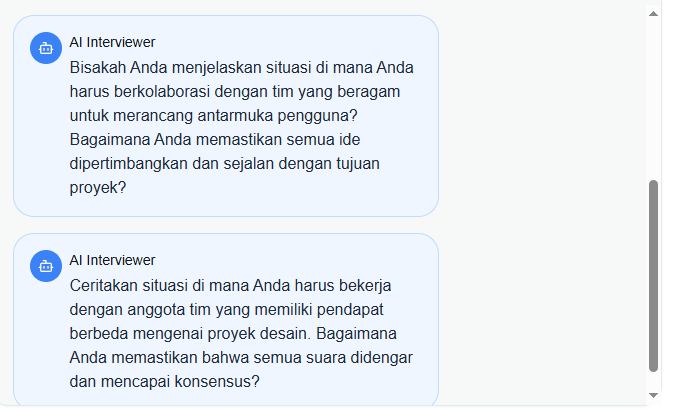 AI Interviewer
Bisakah Anda menjelaskan situasi di mana Anda
harus berkolaborasi dengan tim yang beragam
untuk merancang antarmuka pengguna?
Bagaimana Anda memastikan semua ide
dipertimbangkan dan sejalan dengan tujuan
proyek?
AI Interviewer
Ceritakan situasi di mana Anda harus bekerja
dengan anggota tim yang memiliki pendapat
berbeda mengenai proyek desain. Bagaimana
Anda memastikan bahwa semua suara didengar
dan mencapai konsensus?